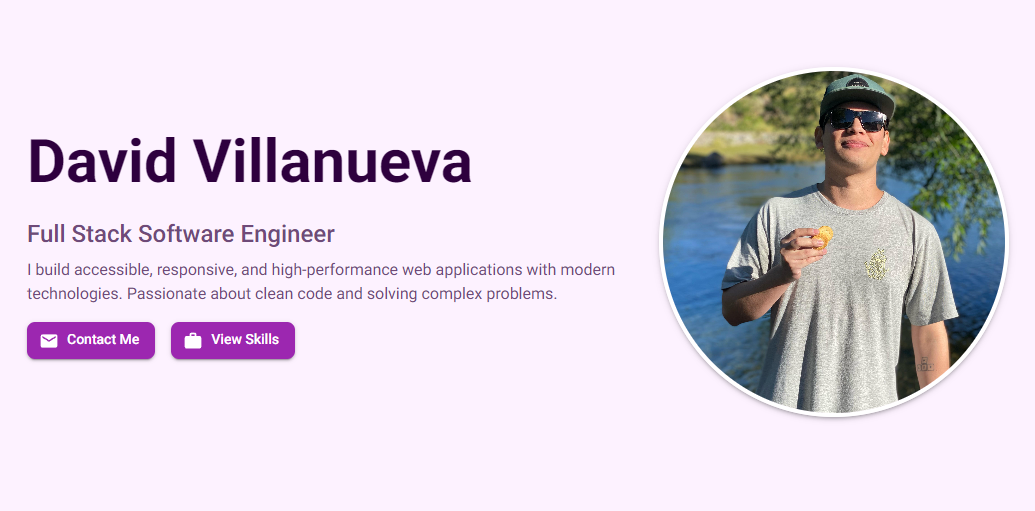 David Villanueva
Full Stack Software Engineer
I build accessible, responsive, and high-performance web applications with modern
technologies. Passionate about clean code and solving complex problems.
Contact Me
View Skills